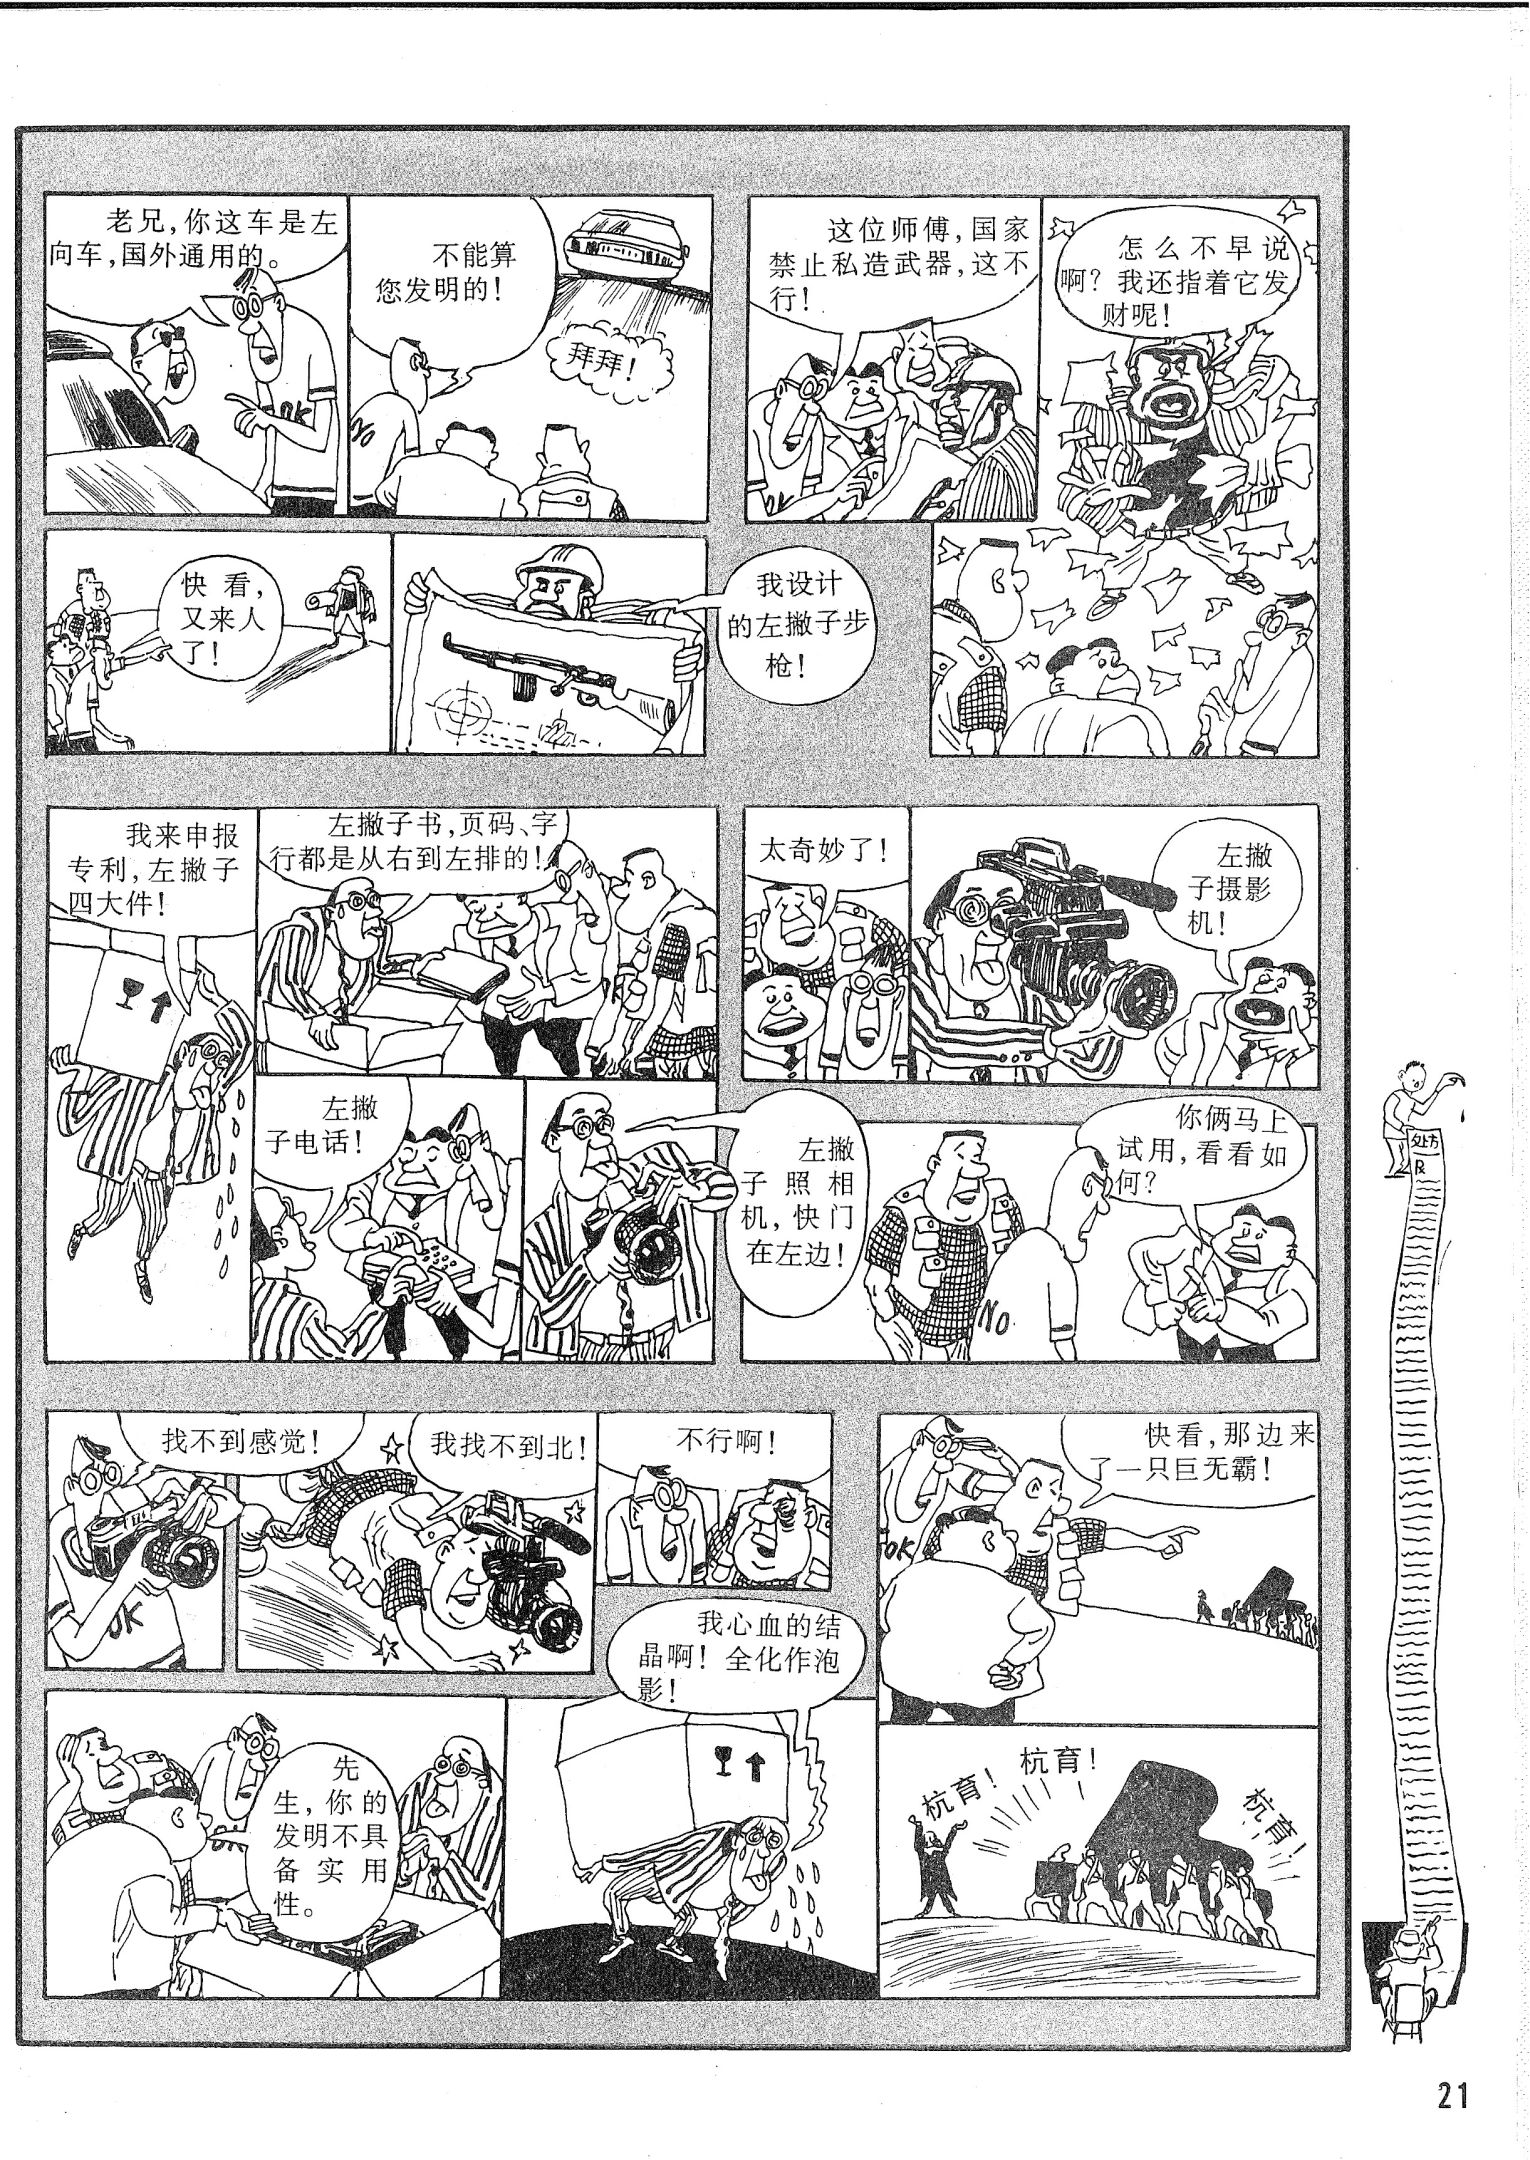 老兄，你这车是左
向车，国外通用的。
OK
不能算
您发明的！
NO
拜拜！
快看，
又来人
了！
我设计
的左撇子步
枪！
这位师傅，国家
禁止私造武器，这不
行！
OK
怎么不早说
啊？我还指着它发
财呢！
我来申报
专利，左撇子
四大件！
左撇子书，页码、字
行都是从右到左排的！
左撇
子电话！
左撇
子照相
机，快门
在左边！
太奇妙了！
左撇
子摄影
机！
你俩马上
试用，看看如
何？
NO
找不到感觉！
OK
我找不到北！
不行啊！
先
生，你的
发明不具
备实用
性。
我心血的结
晶啊！全化作泡
影！
快看，那边来
了一只巨无霸！
OK
杭育！
杭育！
杭育！
处方
R
21